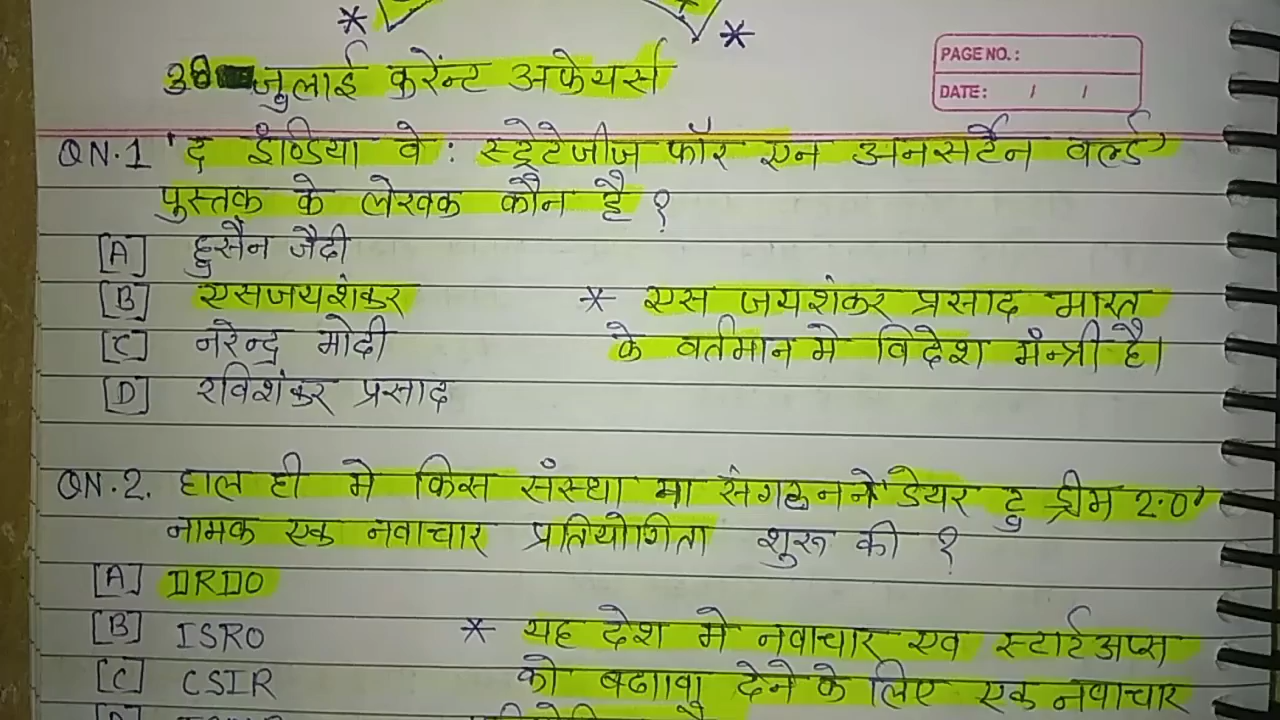 * *
30 जुलाई करेंन्ट अफेयर्स
PAGE NO.:
DATE: / /
QN.1 'द इंण्डिया वे : स्ट्रेटेजीज फॉर एन अनसर्टेन वर्ल्ड'
पुस्तक के लेखक कौन है ?
[A] हुसैन जैदी
[B] एसजयशंकर * एस जयशंकर प्रसाद भारत
[C] नरेन्द्र मोदी के वर्तमान मे विदेश मंन्त्री है।
[D] रविशंकर प्रसाद
QN.2. हाल ही मे किस संस्था या संगठन ने 'डेयर टु ड्रीम 2.0'
नामक एक नवाचार प्रतियोगिता शुरू की ?
[A] DRDO
[B] ISRO * यह देश मे नवाचार एव स्टार्टअप्स
[C] CSIR को बढावा देने के लिए एक नवाचार